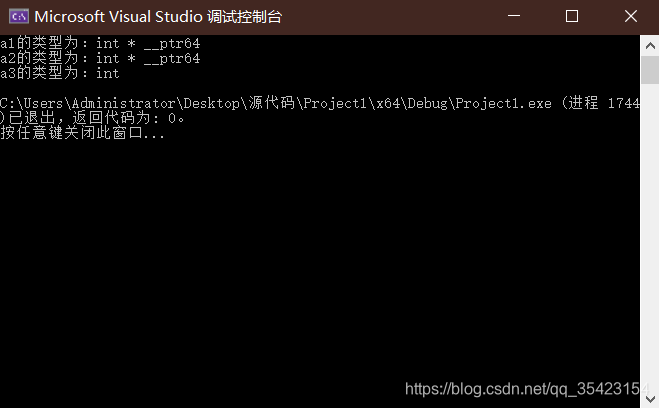 Microsoft Visual Studio 调试控制台
a1的类型为：int * __ptr64
a2的类型为：int * __ptr64
a3的类型为：int
C:\Users\Administrator\Desktop\源代码\Project1\x64\Debug\Project1.exe (进程 1744
)已退出，返回代码为: 0。
按任意键关闭此窗口...
https://blog.csdn.net/qq_35423154